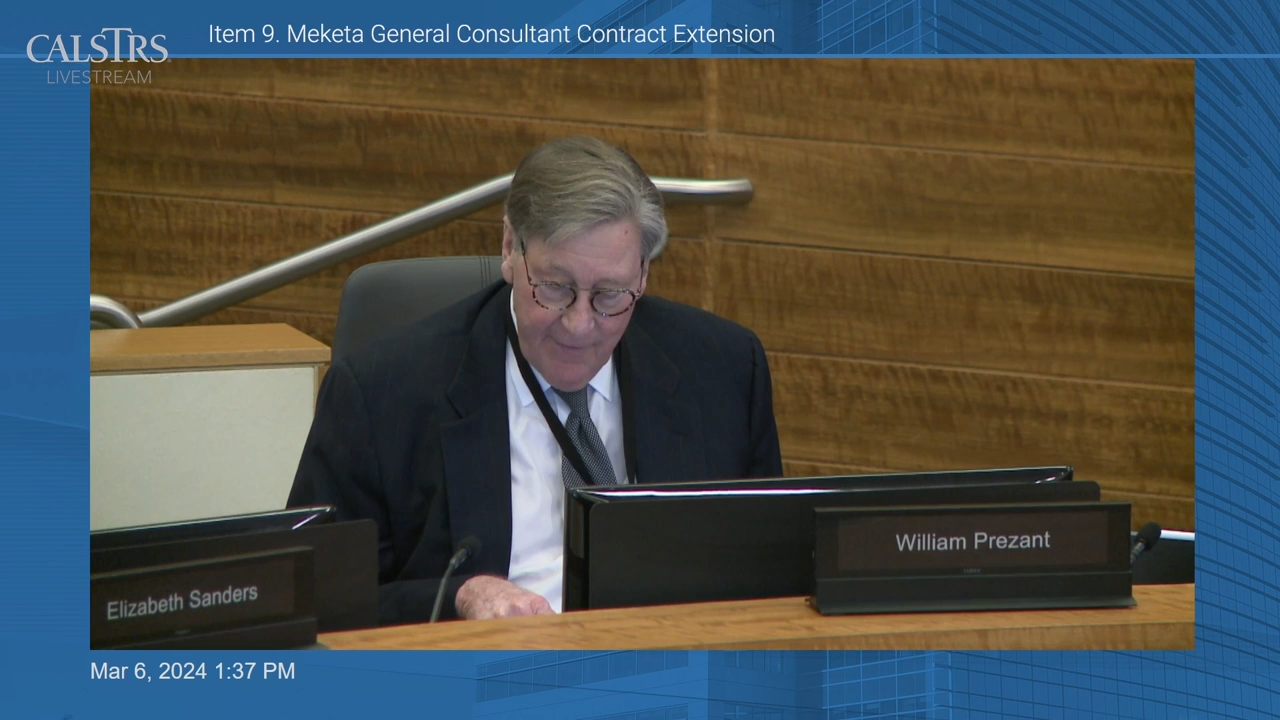 Item 9. Meketa General Consultant Contract Extension
CALSTRS
LIVESTREAM
William Prezant
Elizabeth Sanders
Mar 6, 2024 1:37 PM